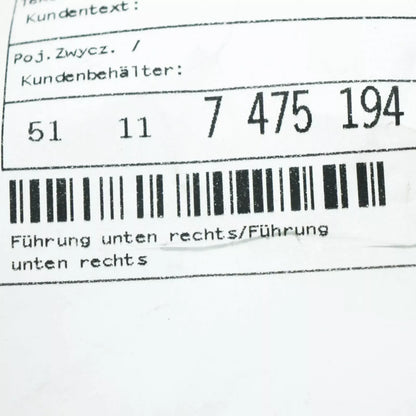 Kundentext:
Poj.Zwycz. /
Kundenbehälter:
51 11 7 475 194
Führung unten rechts/Führung
unten rechts